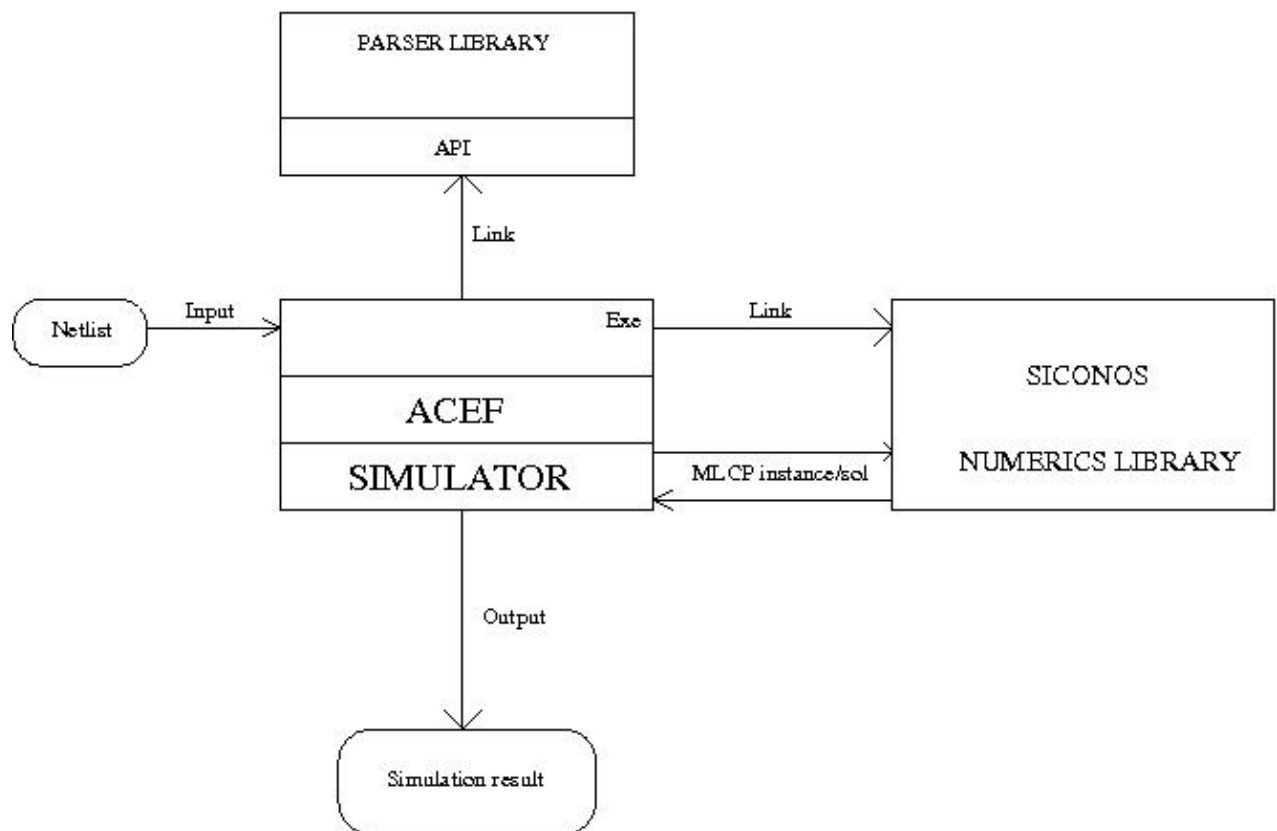 PARSER LIBRARY
API
Link
Netlist
Input
Exe
Link
ACEF
SIMULATOR
MLCP instance/sol
SICONOS
NUMERICS LIBRARY
Output
Simulation result